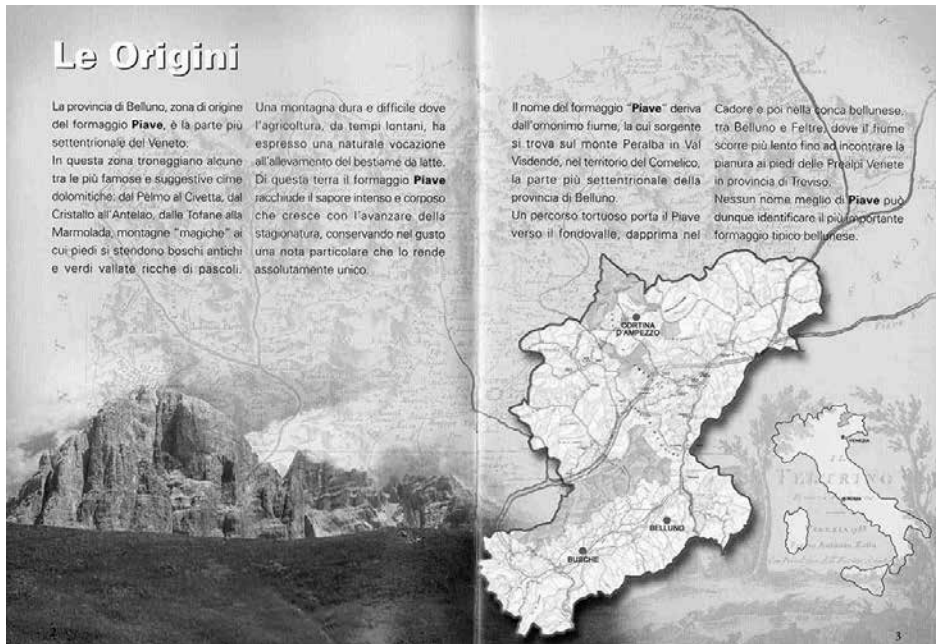 Le Origini
La provincia di Belluno, zona di origine
del formaggio Piave, è la parte più
settentrionale del Veneto.
In questa zona troneggiano alcune
tra le più famose e suggestive cime
dolomitiche: dal Pèlmo al Civetta, dal
Cristallo all'Antelao, dalle Tofane alla
Marmolada, montagne "magiche" ai
cui piedi si stendono boschi antichi
e verdi vallate ricche di pascoli.
Una montagna dura e difficile dove
l'agricoltura, da tempi lontani, ha
espresso una naturale vocazione
all'allevamento del bestiame da latte.
Di questa terra il formaggio Piave
racchiude il sapore intenso e corposo
che cresce con l'avanzare della
stagionatura, conservando nel gusto
una nota particolare che lo rende
assolutamente unico.
2
Il nome del formaggio "Piave" deriva
dall'omonimo fiume, la cui sorgente
si trova sul monte Peralba in Val
Visdende, nel territorio del Comelico,
la parte più settentrionale della
provincia di Belluno.
Un percorso tortuoso porta il Piave
verso il fondovalle, dapprima nel
Cadore e poi nella conca bellunese,
tra Belluno e Feltre, dove il fiume
scorre più lento fino ad incontrare la
pianura ai piedi delle Prealpi Venete
in provincia di Treviso.
Nessun nome meglio di Piave può
dunque identificare il più importante
formaggio tipico bellunese.
CORTINA
D'AMPEZZO
BELLUNO
BUSCHE
VENEZIA
ROMA
3